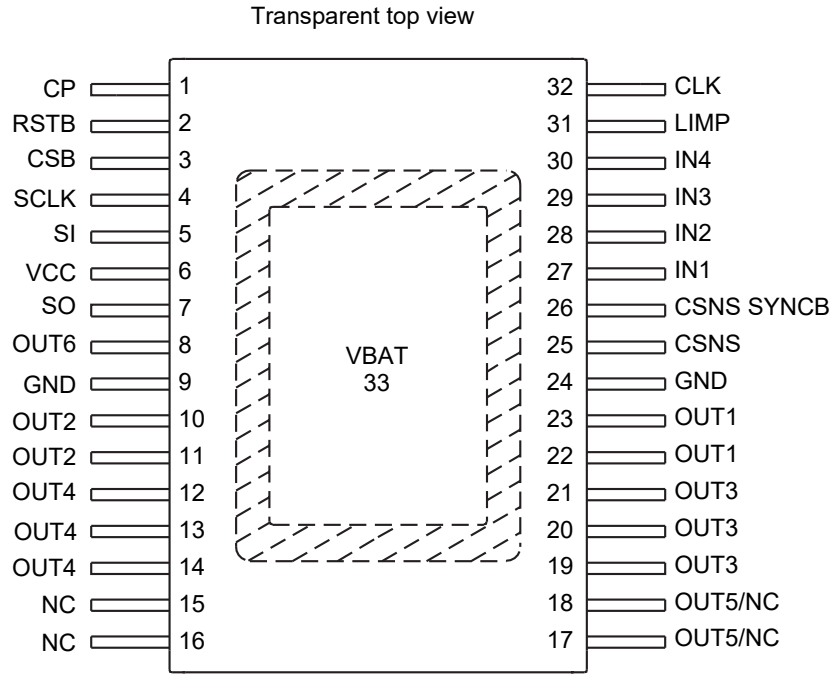 Transparent top view
CP 1 32 CLK
RSTB 2 31 LIMP
CSB 3 30 IN4
SCLK 4 29 IN3
SI 5 28 IN2
VCC 6 27 IN1
SO 7 26 CSNS SYNCB
OUT6 8 25 CSNS
GND 9 24 GND
OUT2 10 23 OUT1
OUT2 11 22 OUT1
OUT4 12 21 OUT3
OUT4 13 20 OUT3
OUT4 14 19 OUT3
NC 15 18 OUT5/NC
NC 16 17 OUT5/NC
VBAT
33